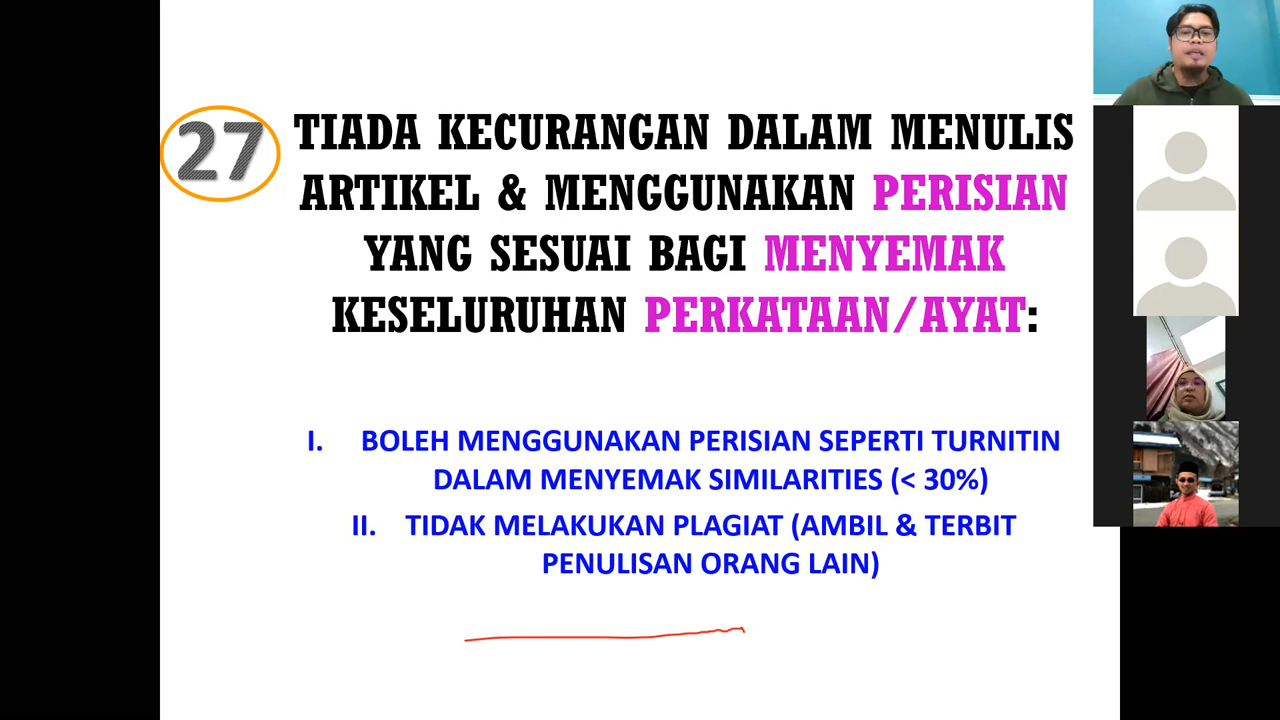 27
TIADA KECURANGAN DALAM MENULIS
ARTIKEL & MENGGUNAKAN PERISIAN
YANG SESUAI BAGI MENYEMAK
KESELURUHAN PERKATAAN/AYAT:
I. BOLEH MENGGUNAKAN PERISIAN SEPERTI TURNITIN
DALAM MENYEMAK SIMILARITIES (< 30%)
II. TIDAK MELAKUKAN PLAGIAT (AMBIL & TERBIT
PENULISAN ORANG LAIN)